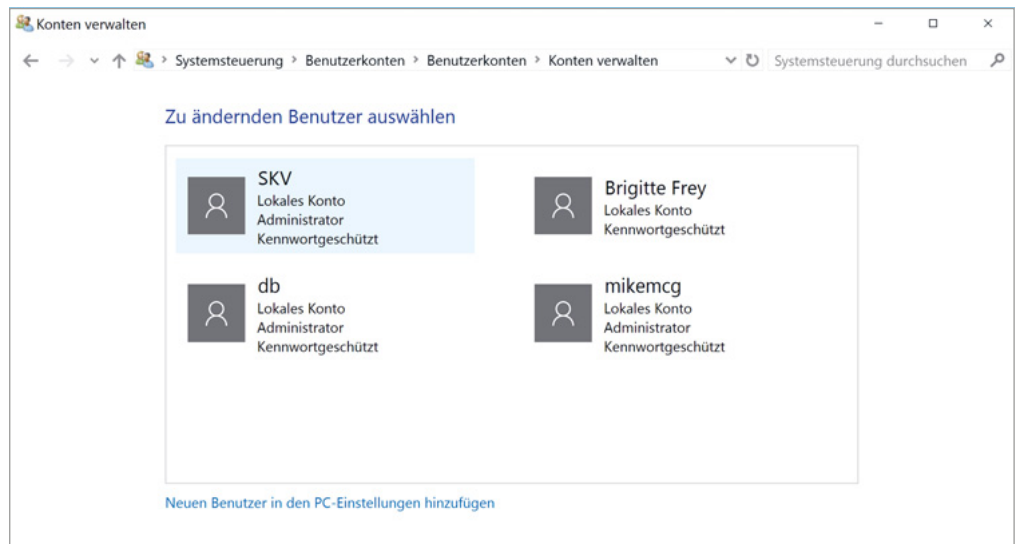 Konten verwalten
Systemsteuerung > Benutzerkonten > Benutzerkonten > Konten verwalten
Systemsteuerung durchsuchen
Zu ändernden Benutzer auswählen
SKV
Lokales Konto
Administrator
Kennwortgeschützt
Brigitte Frey
Lokales Konto
Kennwortgeschützt
db
Lokales Konto
Administrator
Kennwortgeschützt
mikemcg
Lokales Konto
Administrator
Kennwortgeschützt
Neuen Benutzer in den PC-Einstellungen hinzufügen